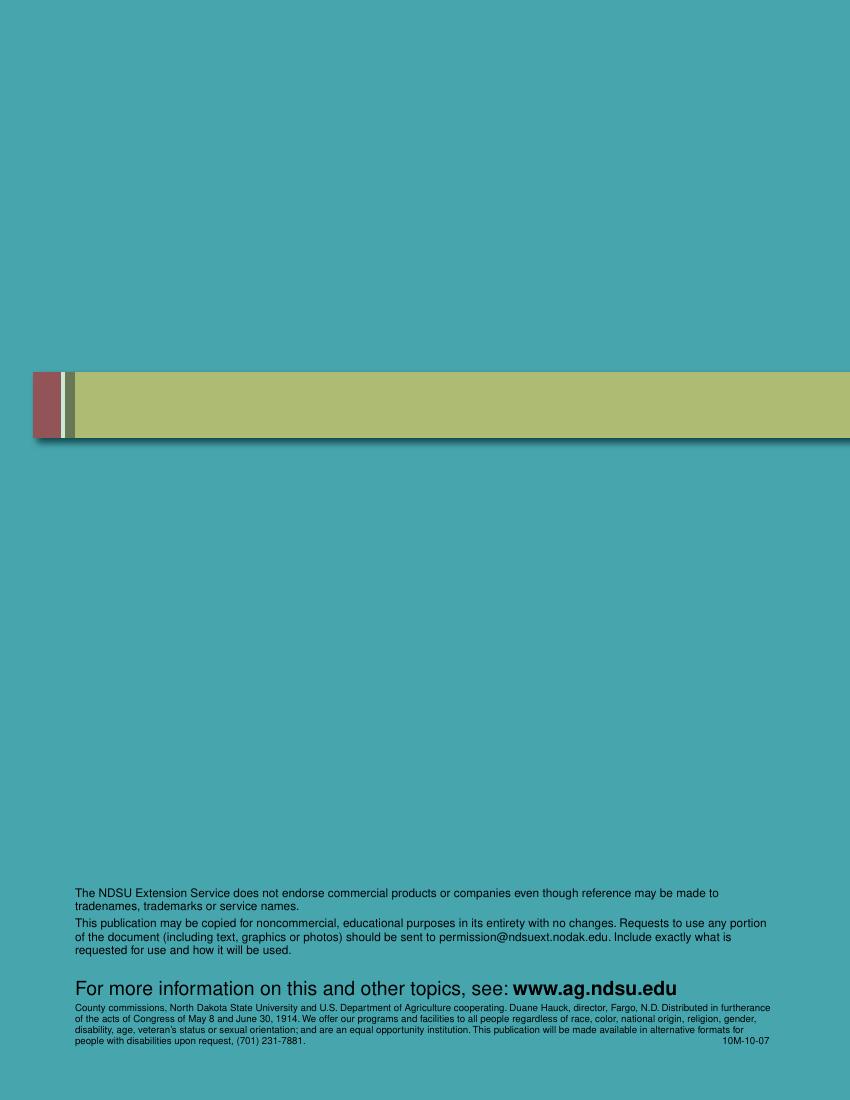 The NDSU Extension Service does not endorse commercial products or companies even though reference may be made to
tradenames, trademarks or service names.
This publication may be copied for noncommercial, educational purposes in its entirety with no changes. Requests to use any portion
of the document (including text, graphics or photos) should be sent to permission@ndsuext.nodak.edu. Include exactly what is
requested for use and how it will be used.
For more information on this and other topics, see: www.ag.ndsu.edu
County commissions, North Dakota State University and U.S. Department of Agriculture cooperating. Duane Hauck, director, Fargo, N.D. Distributed in furtherance
of the acts of Congress of May 8 and June 30, 1914. We offer our programs and facilities to all people regardless of race, color, national origin, religion, gender,
disability, age, veteran's status or sexual orientation; and are an equal opportunity institution. This publication will be made available in alternative formats for
people with disabilities upon request, (701) 231-7881. 10M-10-07